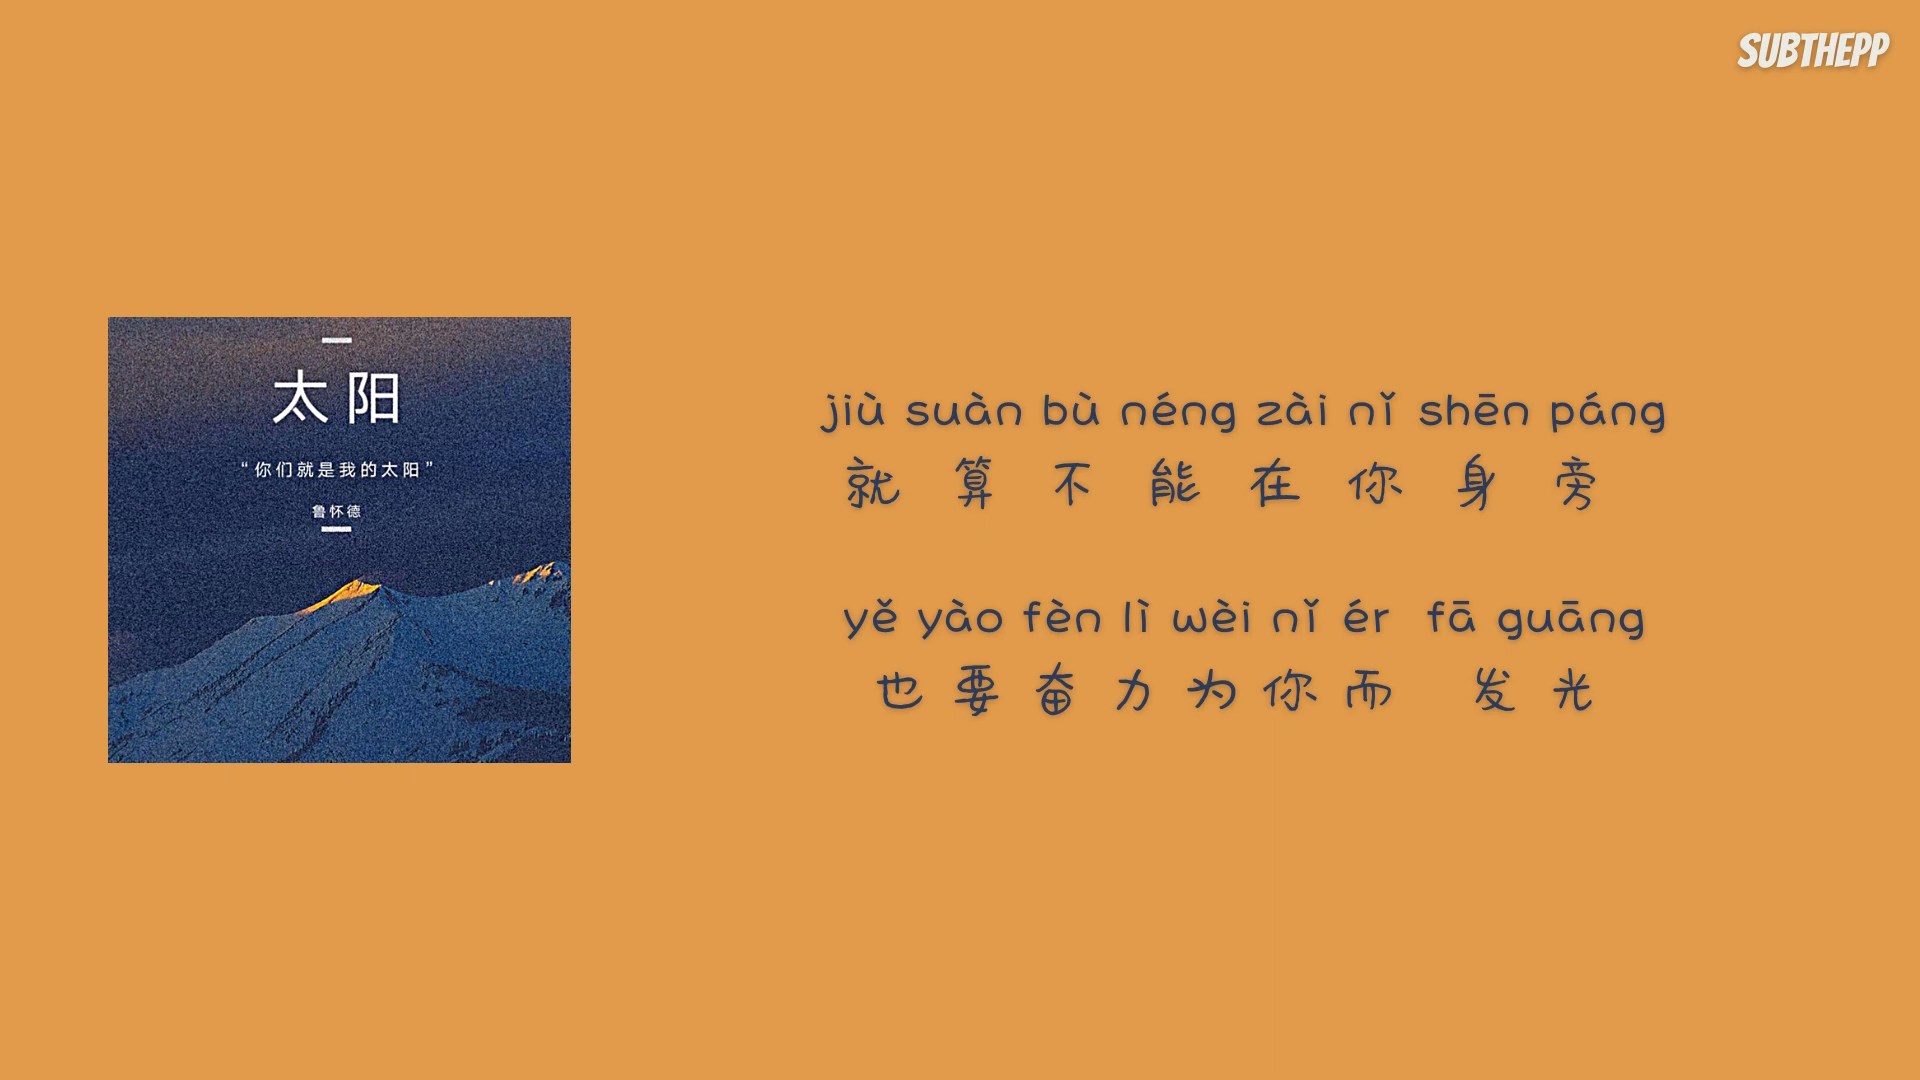 SUBTHEPP
太阳
“你们就是我的太阳”
鲁怀德
jiù suàn bù néng zài nǐ shēn páng
就 算 不 能 在 你 身 旁
yě yào fèn lì wèi nǐ ér fā guāng
也 要 奋 力 为 你 而 发 光